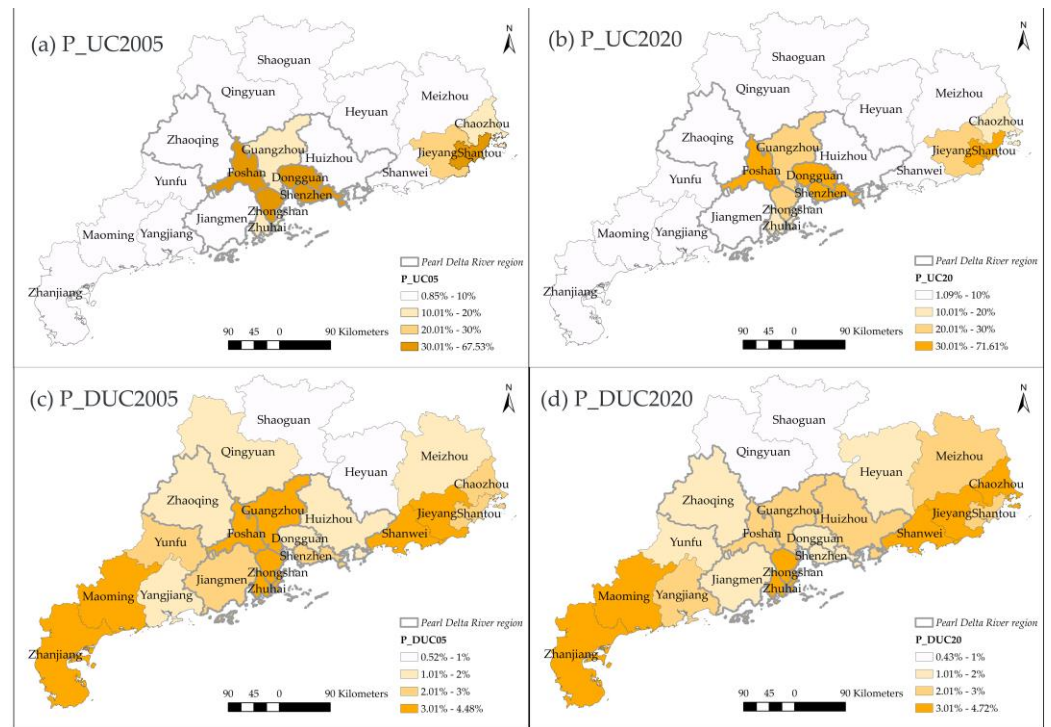 (a) P_UC2005
N
Shaoguan
Qingyuan
Heyuan
Meizhou
Chaozhou
Zhaoqing
Guangzhou
Huizhou
Jieyang
Shantou
Yunfu
Foshan
Dongguan
Shanwei
Shenzhen
Jiangmen
Zhongshan
Zhuhai
Maoming
Yangjiang
Zhanjiang
Pearl Delta River region
P_UC05
0.85% - 10%
10.01% - 20%
20.01% - 30%
30.01% - 67.53%
90 45 0 90 Kilometers
(b) P_UC2020
N
Shaoguan
Qingyuan
Heyuan
Meizhou
Chaozhou
Zhaoqing
Guangzhou
Huizhou
Jieyang
Shantou
Yunfu
Foshan
Dongguan
Shanwei
Shenzhen
Jiangmen
Zhongshan
Zhuhai
Maoming
Yangjiang
Zhanjiang
Pearl Delta River region
P_UC20
1.09% - 10%
10.01% - 20%
20.01% - 30%
30.01% - 71.61%
90 45 0 90 Kilometers
(c) P_DUC2005
N
Shaoguan
Qingyuan
Heyuan
Meizhou
Chaozhou
Zhaoqing
Guangzhou
Huizhou
Jieyang
Shantou
Yunfu
Foshan
Dongguan
Shanwei
Shenzhen
Jiangmen
Zhongshan
Zhuhai
Maoming
Yangjiang
Zhanjiang
Pearl Delta River region
P_DUC05
0.52% - 1%
1.01% - 2%
2.01% - 3%
3.01% - 4.48%
90 45 0 90 Kilometers
(d) P_DUC2020
N
Shaoguan
Qingyuan
Heyuan
Meizhou
Chaozhou
Zhaoqing
Guangzhou
Huizhou
Jieyang
Shantou
Yunfu
Foshan
Dongguan
Shanwei
Shenzhen
Jiangmen
Zhongshan
Zhuhai
Maoming
Yangjiang
Zhanjiang
Pearl Delta River region
P_DUC20
0.43% - 1%
1.01% - 2%
2.01% - 3%
3.01% - 4.72%
90 45 0 90 Kilometers